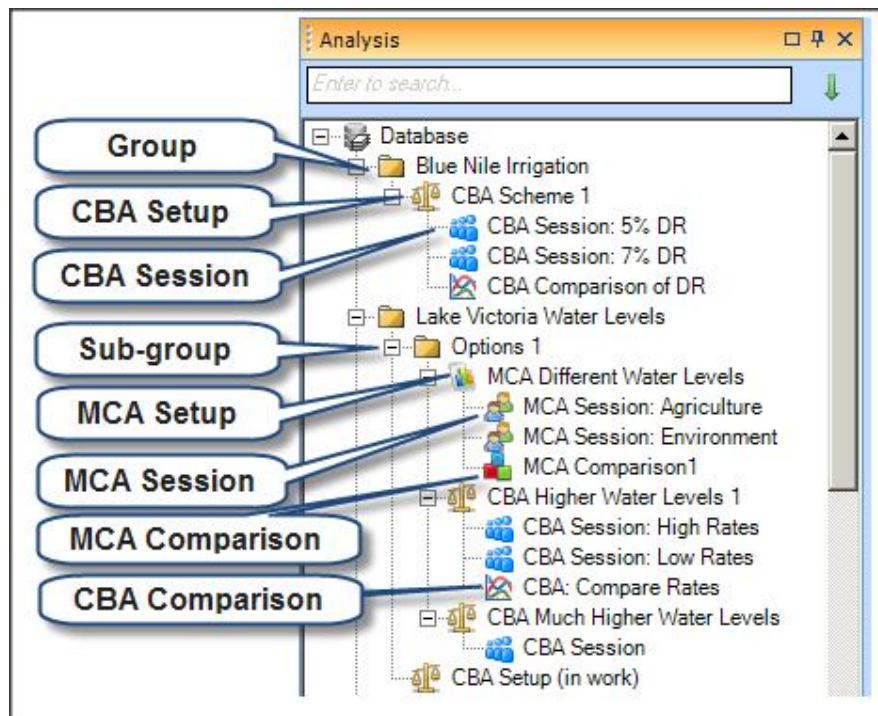 Analysis
Enter to search...
Database
Group
Blue Nile Irrigation
CBA Setup
CBA Scheme 1
CBA Session
CBA Session: 5% DR
CBA Session: 7% DR
CBA Comparison of DR
Lake Victoria Water Levels
Sub-group
Options 1
MCA Setup
MCA Different Water Levels
MCA Session: Agriculture
MCA Session
MCA Session: Environment
MCA Comparison1
MCA Comparison
CBA Higher Water Levels 1
CBA Session: High Rates
CBA Session: Low Rates
CBA Comparison
CBA: Compare Rates
CBA Much Higher Water Levels
CBA Session
CBA Setup (in work)